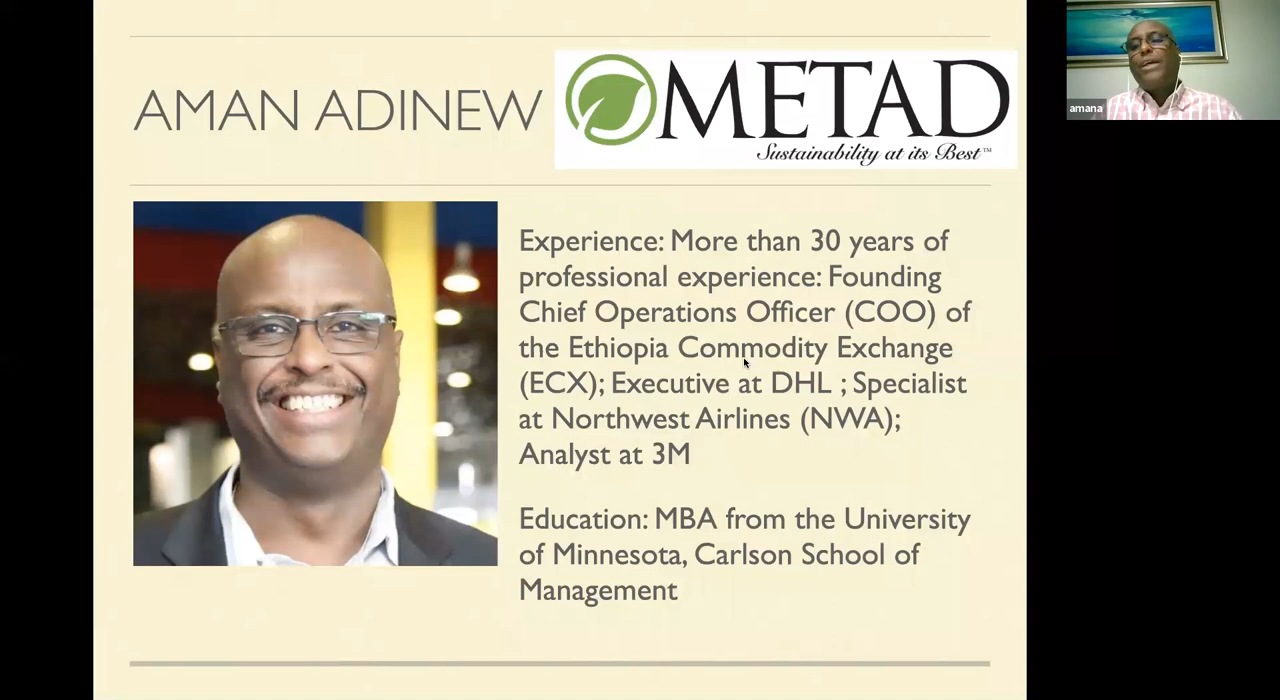 AMAN ADINEW
METAD
Sustainability at its Best™
amana
Experience: More than 30 years of
professional experience: Founding
Chief Operations Officer (COO) of
the Ethiopia Commodity Exchange
(ECX); Executive at DHL ; Specialist
at Northwest Airlines (NWA);
Analyst at 3M
Education: MBA from the University
of Minnesota, Carlson School of
Management